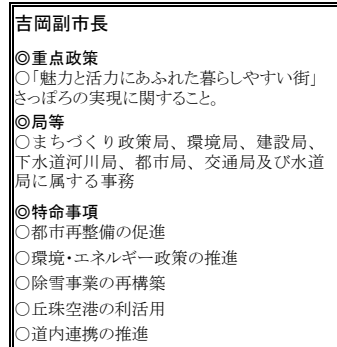 吉岡副市長
◎重点政策
○「魅力と活力にあふれた暮らしやすい街」
さっぽろの実現に関すること。
◎局等
○まちづくり政策局、環境局、建設局、
下水道河川局、都市局、交通局及び水道
局に属する事務
◎特命事項
○都市再整備の促進
○環境・エネルギー政策の推進
○除雪事業の再構築
○丘珠空港の利活用
○道内連携の推進